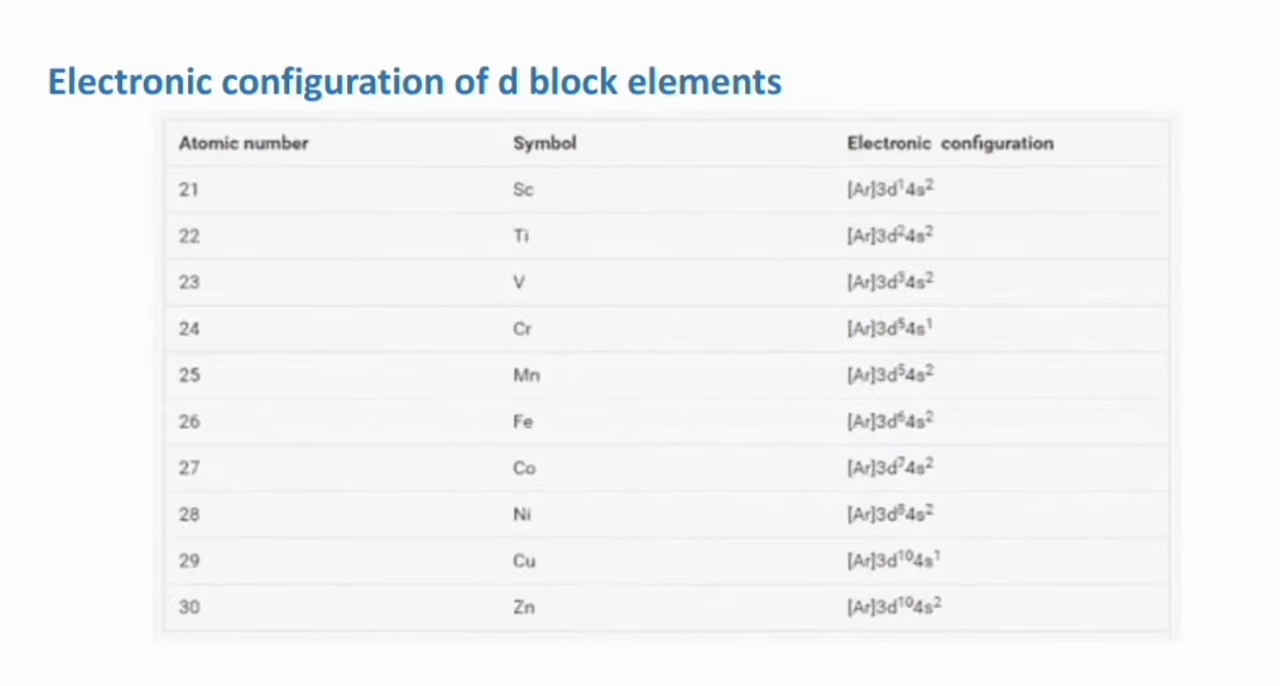 Electronic configuration of d block elements
Atomic number Symbol Electronic configuration
21 Sc [Ar]3d¹4s²
22 Ti [Ar]3d²4s²
23 V [Ar]3d³4s²
24 Cr [Ar]3d⁵4s¹
25 Mn [Ar]3d⁵4s²
26 Fe [Ar]3d⁶4s²
27 Co [Ar]3d⁷4s²
28 Ni [Ar]3d⁸4s²
29 Cu [Ar]3d¹⁰4s¹
30 Zn [Ar]3d¹⁰4s²